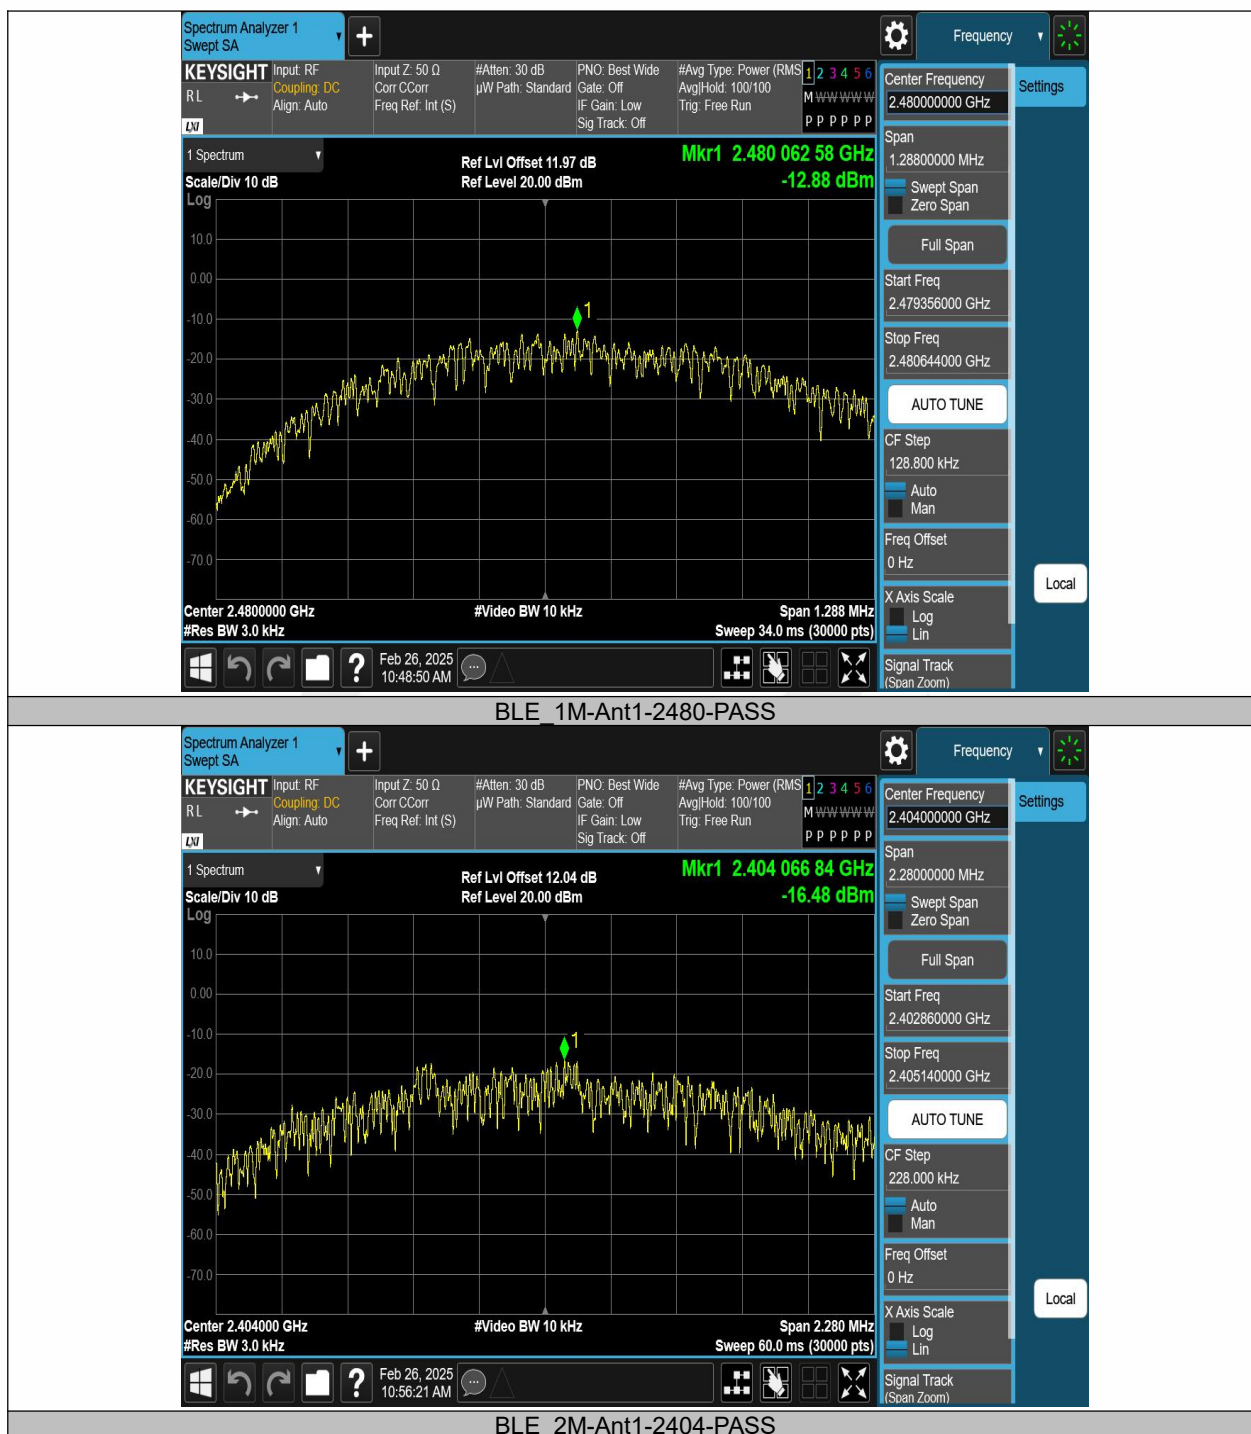 Spectrum Analyzer 1
Swept SA
Frequency
KEYSIGHT
RL
LXI
Input: RF
Coupling: DC
Align: Auto
Input Z: 50 Ω
Corr CCorr
Freq Ref: Int (S)
#Atten: 30 dB
µW Path: Standard
PNO: Best Wide
Gate: Off
IF Gain: Low
Sig Track: Off
#Avg Type: Power (RMS
Avg|Hold: 100/100
Trig: Free Run
1 2 3 4 5 6
M W W W W W
P P P P P P
1 Spectrum
Scale/Div 10 dB
Log
Ref Lvl Offset 11.97 dB
Ref Level 20.00 dBm
Mkr1 2.480 062 58 GHz
-12.88 dBm
10.0
0.00
-10.0
-20.0
-30.0
-40.0
-50.0
-60.0
-70.0
1
Center 2.4800000 GHz
#Res BW 3.0 kHz
#Video BW 10 kHz
Span 1.288 MHz
Sweep 34.0 ms (30000 pts)
Feb 26, 2025
10:48:50 AM
Center Frequency
2.480000000 GHz
Settings
Span
1.28800000 MHz
Swept Span
Zero Span
Full Span
Start Freq
2.479356000 GHz
Stop Freq
2.480644000 GHz
AUTO TUNE
CF Step
128.800 kHz
Auto
Man
Freq Offset
0 Hz
X Axis Scale
Log
Lin
Local
Signal Track
(Span Zoom)
BLE_1M-Ant1-2480-PASS
Spectrum Analyzer 1
Swept SA
Frequency
KEYSIGHT
RL
LXI
Input: RF
Coupling: DC
Align: Auto
Input Z: 50 Ω
Corr CCorr
Freq Ref: Int (S)
#Atten: 30 dB
µW Path: Standard
PNO: Best Wide
Gate: Off
IF Gain: Low
Sig Track: Off
#Avg Type: Power (RMS
Avg|Hold: 100/100
Trig: Free Run
1 2 3 4 5 6
M W W W W W
P P P P P P
1 Spectrum
Scale/Div 10 dB
Log
Ref Lvl Offset 12.04 dB
Ref Level 20.00 dBm
Mkr1 2.404 066 84 GHz
-16.48 dBm
10.0
0.00
-10.0
-20.0
-30.0
-40.0
-50.0
-60.0
-70.0
1
Center 2.404000 GHz
#Res BW 3.0 kHz
#Video BW 10 kHz
Span 2.280 MHz
Sweep 60.0 ms (30000 pts)
Feb 26, 2025
10:56:21 AM
Center Frequency
2.404000000 GHz
Settings
Span
2.28000000 MHz
Swept Span
Zero Span
Full Span
Start Freq
2.402860000 GHz
Stop Freq
2.405140000 GHz
AUTO TUNE
CF Step
228.000 kHz
Auto
Man
Freq Offset
0 Hz
X Axis Scale
Log
Lin
Local
Signal Track
(Span Zoom)
BLE_2M-Ant1-2404-PASS